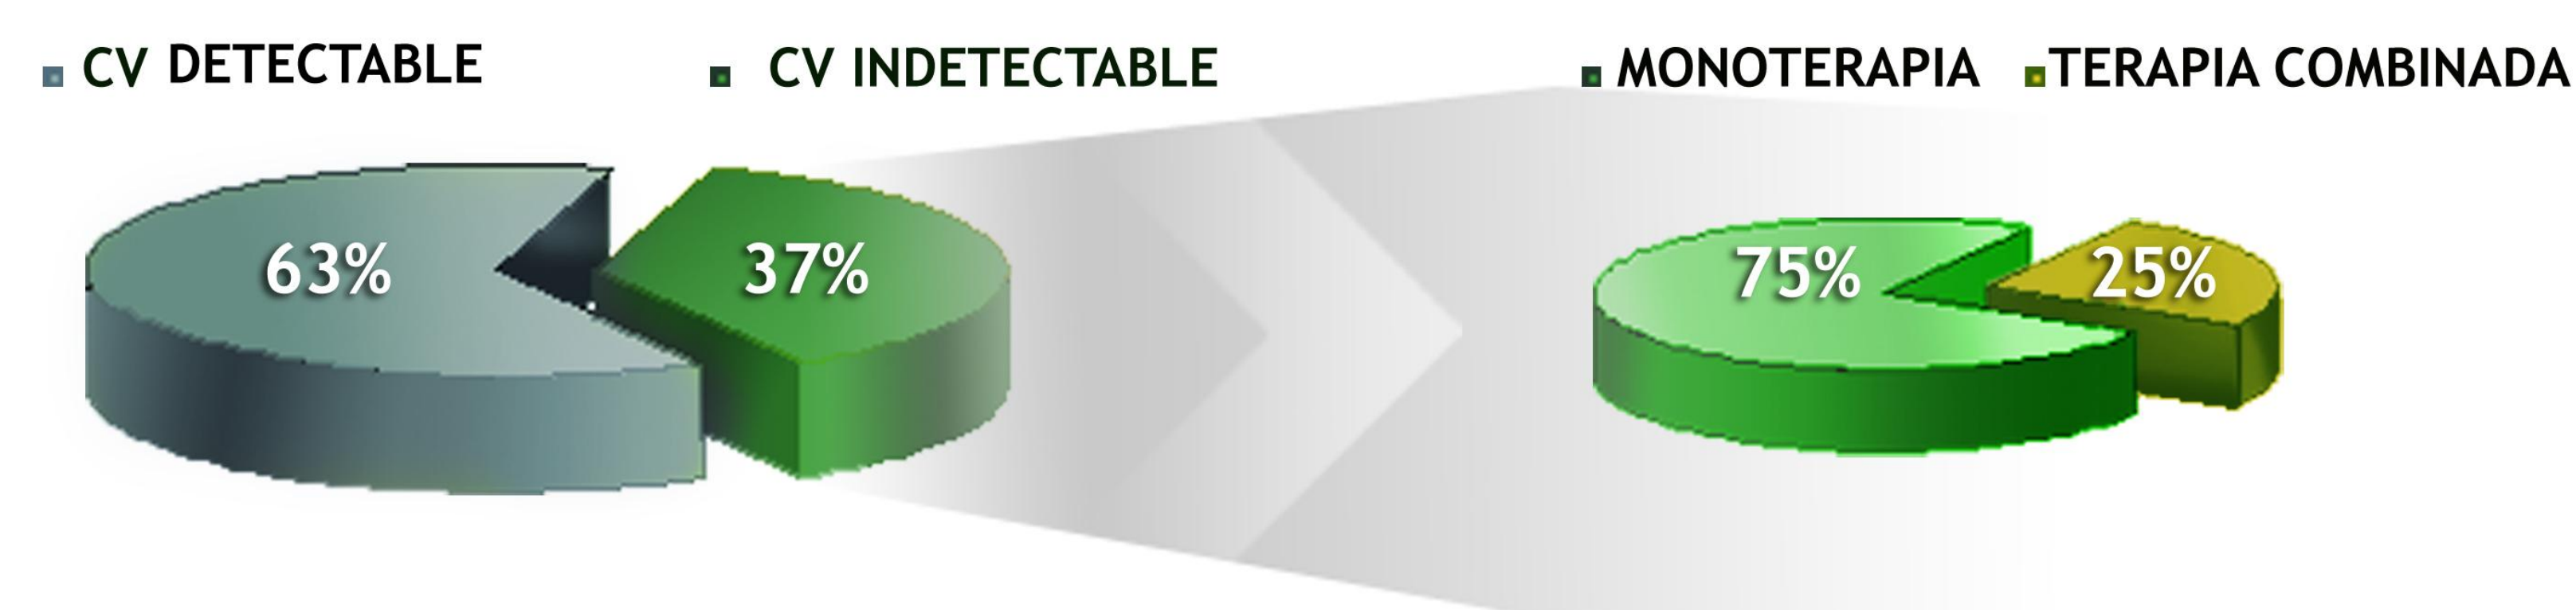 CV DETECTABLE
CV INDETECTABLE
MONOTERAPIA
TERAPIA COMBINADA
63%
37%
75%
25%